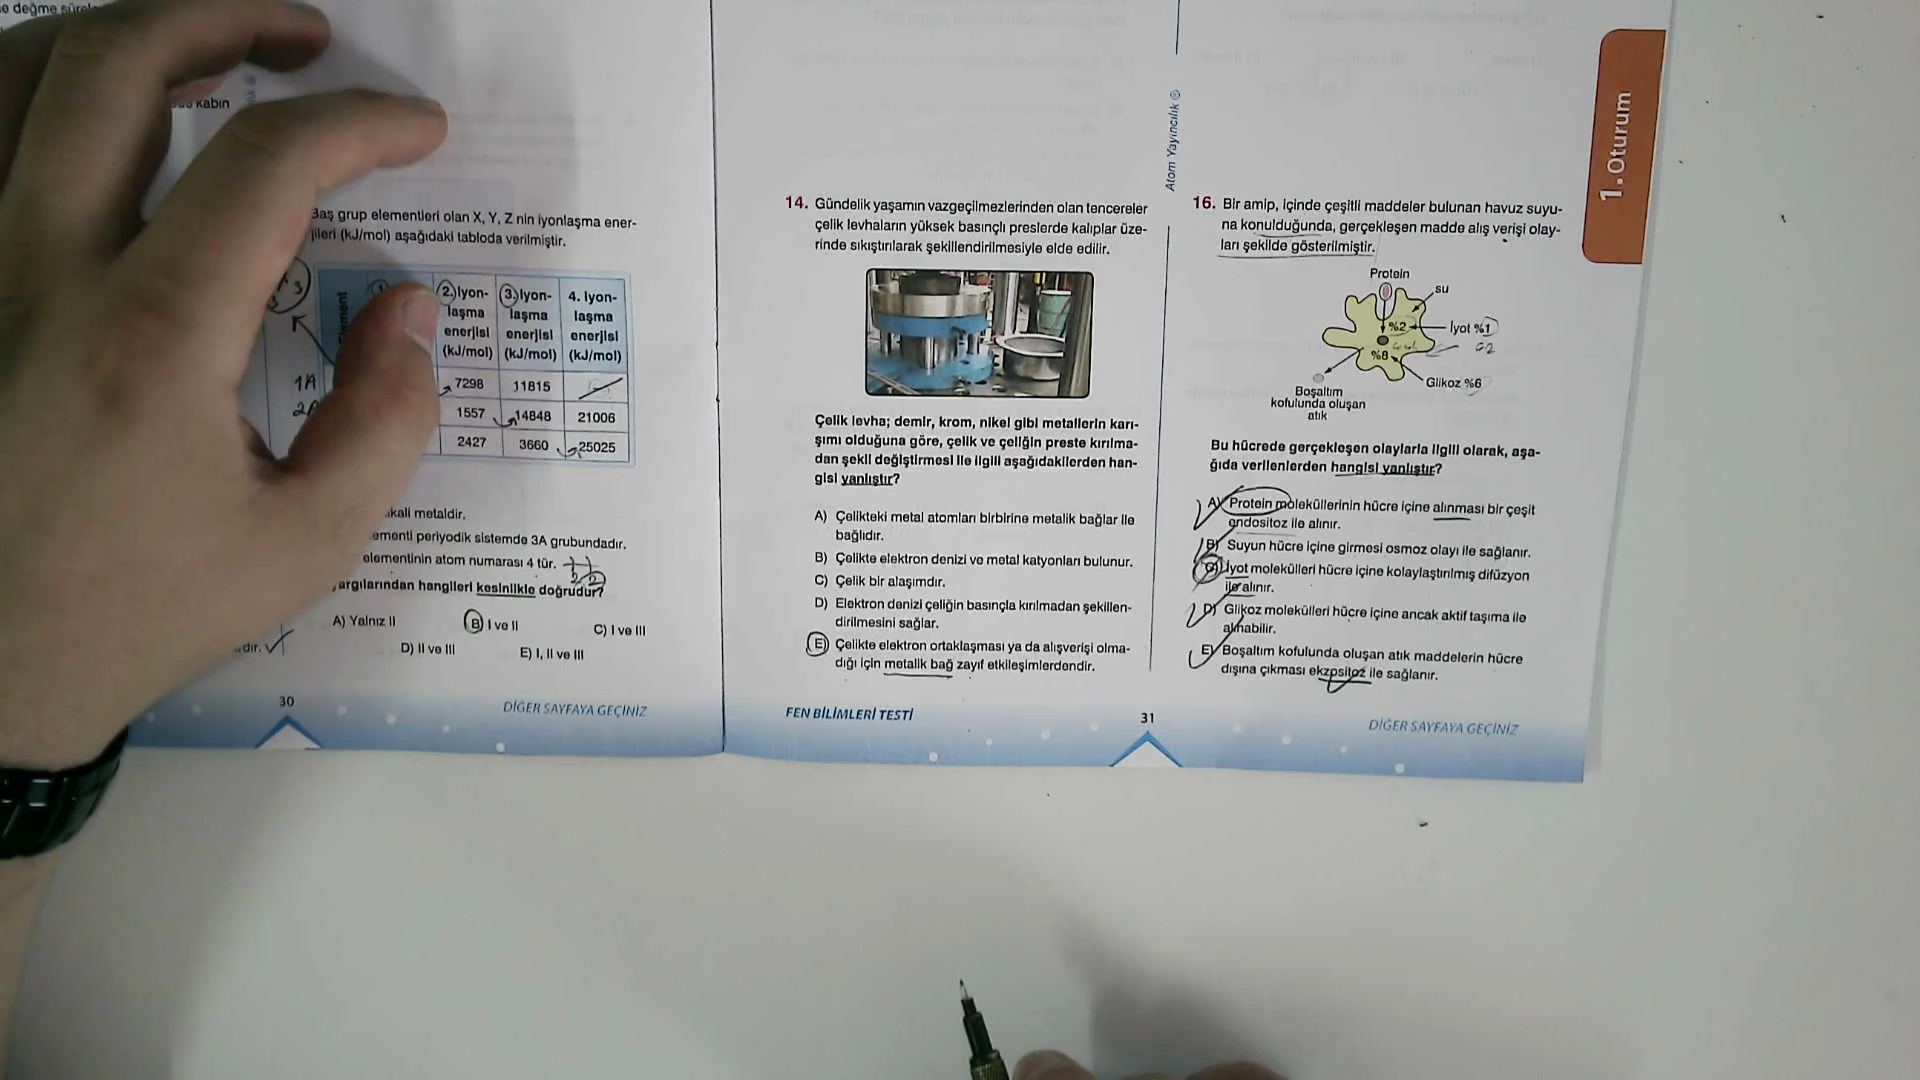 e değme
kabın
Baş grup elementleri olan X, Y, Z nin iyonlaşma ener-
jileri (kJ/mol) aşağıdaki tabloda verilmiştir.
2. İyon-
laşma
enerjisi
(kJ/mol)
3. İyon-
laşma
enerjisi
(kJ/mol)
4. İyon-
laşma
enerjisi
(kJ/mol)
1A
7298 11815
1557 14848 21006
2427 3660 25025
kali metaldir.
ementi periyodik sistemde 3A grubundadır.
elementinin atom numarası 4 tür.
yargılarından hangileri kesinlikle doğrudur?
A) Yalnız II
B) I ve II
C) I ve III
D) II ve III
E) I, II ve III
dır.
30
DİĞER SAYFAYA GEÇİNİZ
14. Gündelik yaşamın vazgeçilmezlerinden olan tencereler
çelik levhaların yüksek basınçlı preslerde kalıplar üze-
rinde sıkıştırılarak şekillendirilmesiyle elde edilir.
Çelik levha; demir, krom, nikel gibi metallerin karı-
şımı olduğuna göre, çelik ve çeliğin preste kırılma-
dan şekil değiştirmesi ile ilgili aşağıdakilerden han-
gisi yanlıştır?
A) Çelikteki metal atomları birbirine metalik bağlar ile
bağlıdır.
B) Çelikte elektron denizi ve metal katyonları bulunur.
C) Çelik bir alaşımdır.
D) Elektron denizi çeliğin basınçla kırılmadan şekillen-
dirilmesini sağlar.
E) Çelikte elektron ortaklaşması ya da alışverişi olma-
dığı için metalik bağ zayıf etkileşimlerdendir.
FEN BİLİMLERİ TESTİ
31
Atom Yayıncılık ©
16. Bir amip, içinde çeşitli maddeler bulunan havuz suyu-
na konulduğunda, gerçekleşen madde alış verişi olay-
ları şekilde gösterilmiştir.
Protein
su
%2
İyot %1
%8
Glikoz %6
Boşaltım
kofulunda oluşan
atık
Bu hücrede gerçekleşen olaylarla ilgili olarak, aşa-
ğıda verilenlerden hangisi yanlıştır?
A) Protein moleküllerinin hücre içine alınması bir çeşit
endositoz ile alınır.
B) Suyun hücre içine girmesi osmoz olayı ile sağlanır.
C) İyot molekülleri hücre içine kolaylaştırılmış difüzyon
ile alınır.
D) Glikoz molekülleri hücre içine ancak aktif taşıma ile
alınabilir.
E) Boşaltım kofulunda oluşan atık maddelerin hücre
dışına çıkması ekzositoz ile sağlanır.
DİĞER SAYFAYA GEÇİNİZ
1.Oturum